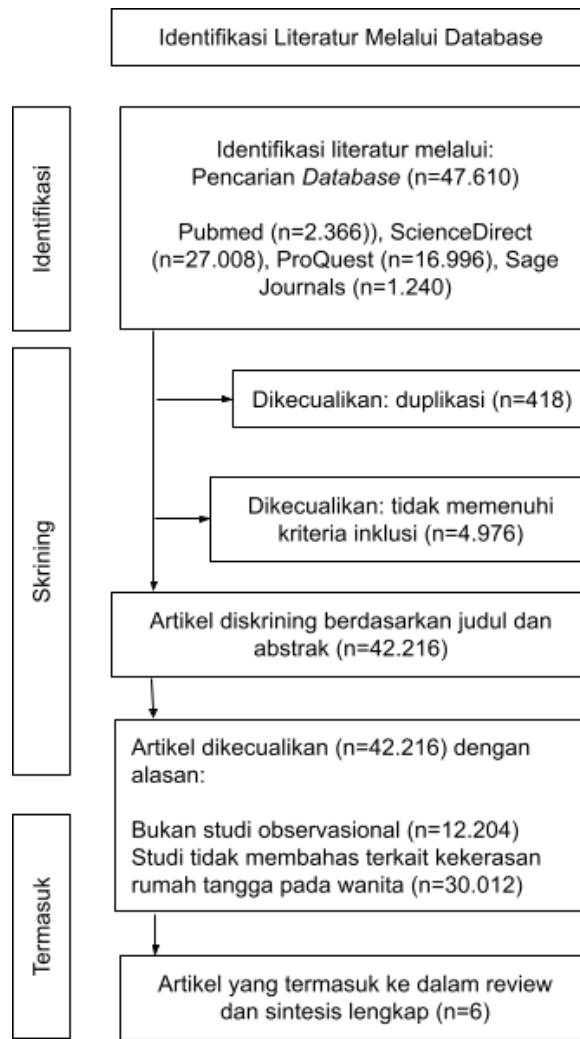 Identifikasi Literatur Melalui Database
Identifikasi
Identifikasi literatur melalui:
Pencarian Database (n=47.610)
Pubmed (n=2.366)), ScienceDirect
(n=27.008), ProQuest (n=16.996), Sage
Journals (n=1.240)
Skrining
Dikecualikan: duplikasi (n=418)
Dikecualikan: tidak memenuhi
kriteria inklusi (n=4.976)
Artikel diskrining berdasarkan judul dan
abstrak (n=42.216)
Artikel dikecualikan (n=42.216) dengan
alasan:
Bukan studi observasional (n=12.204)
Studi tidak membahas terkait kekerasan
rumah tangga pada wanita (n=30.012)
Termasuk
Artikel yang termasuk ke dalam review
dan sintesis lengkap (n=6)